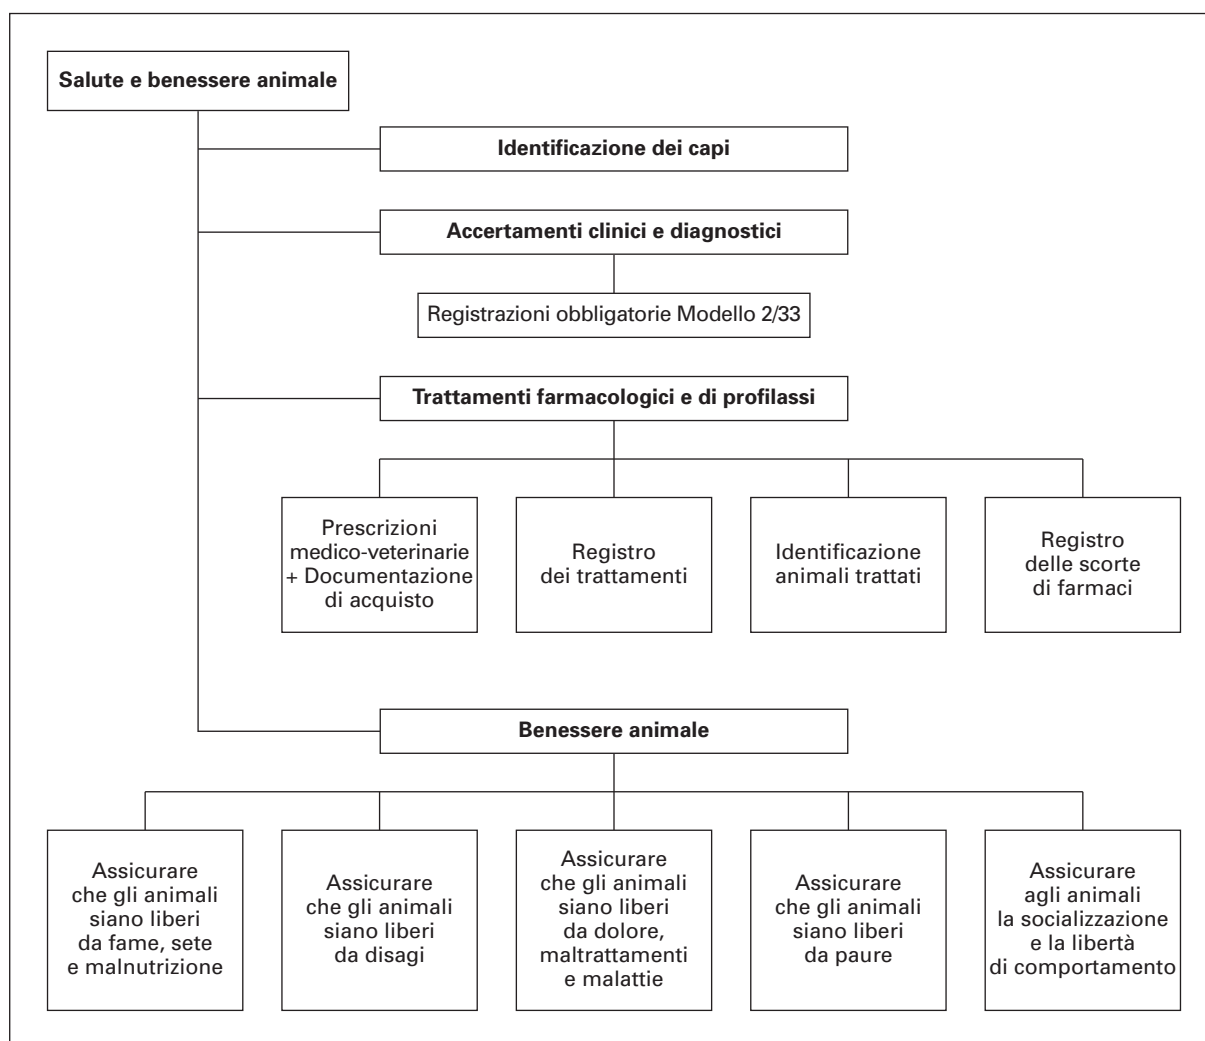 Salute e benessere animale
Identificazione dei capi
Accertamenti clinici e diagnostici
Registrazioni obbligatorie Modello 2/33
Trattamenti farmacologici e di profilassi
Prescrizioni
medico-veterinarie
+ Documentazione
di acquisto
Registro
dei trattamenti
Identificazione
animali trattati
Registro
delle scorte
di farmaci
Benessere animale
Assicurare
che gli animali
siano liberi
da fame, sete
e malnutrizione
Assicurare
che gli animali
siano liberi
da disagi
Assicurare
che gli animali
siano liberi
da dolore,
maltrattamenti
e malattie
Assicurare
che gli animali
siano liberi
da paure
Assicurare
agli animali
la socializzazione
e la libertà
di comportamento